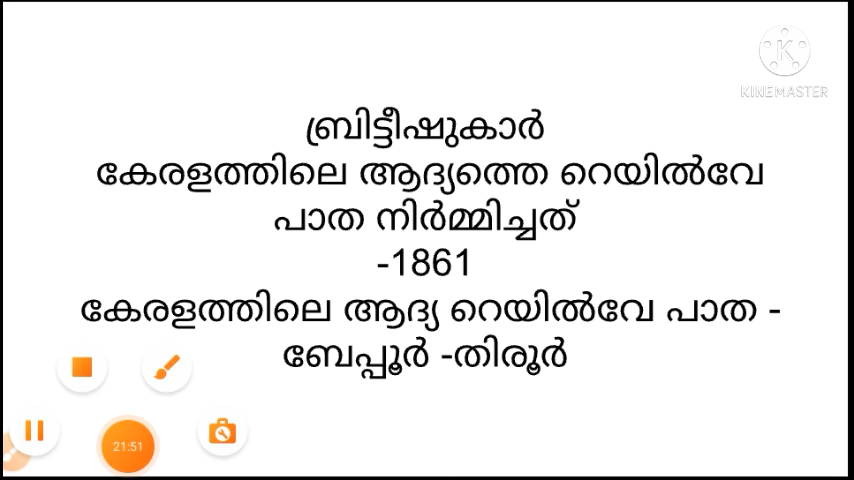 ബ്രിട്ടീഷുകാർ
കേരളത്തിലെ ആദ്യത്തെ റെയിൽവേ
പാത നിർമ്മിച്ചത്
-1861
കേരളത്തിലെ ആദ്യ റെയിൽവേ പാത -
ബേപ്പൂർ -തിരൂർ
K
KINEMASTER
21:51